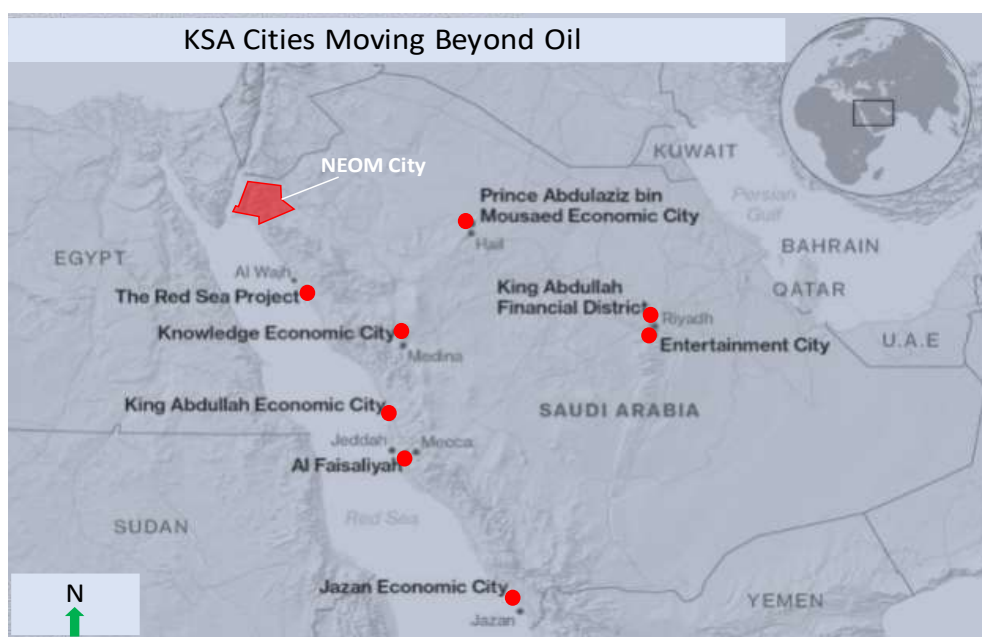 KSA Cities Moving Beyond Oil
NEOM City
KUWAIT
Prince Abdulaziz bin
Mousaed Economic City
Persian
Gulf
Hail
BAHRAIN
EGYPT
Al Wajh
The Red Sea Project
King Abdullah
Financial District
QATAR
Riyadh
Knowledge Economic City
Entertainment City
U.A.E
Medina
King Abdullah Economic City
SAUDI ARABIA
Jeddah
Mecca
Al Faisaliyah
Red Sea
SUDAN
Jazan Economic City
Jazan
YEMEN
N